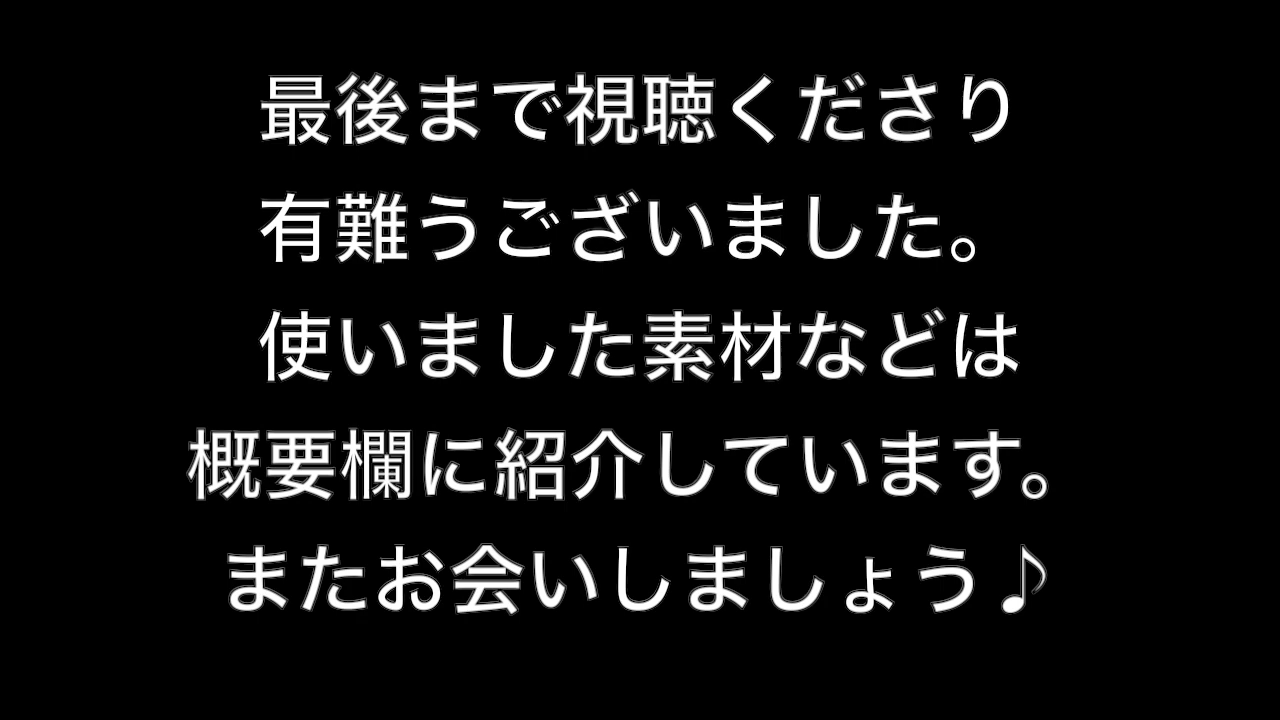 最後まで視聴くださり
有難うございました。
使いました素材などは
概要欄に紹介しています。
またお会いしましょう♪